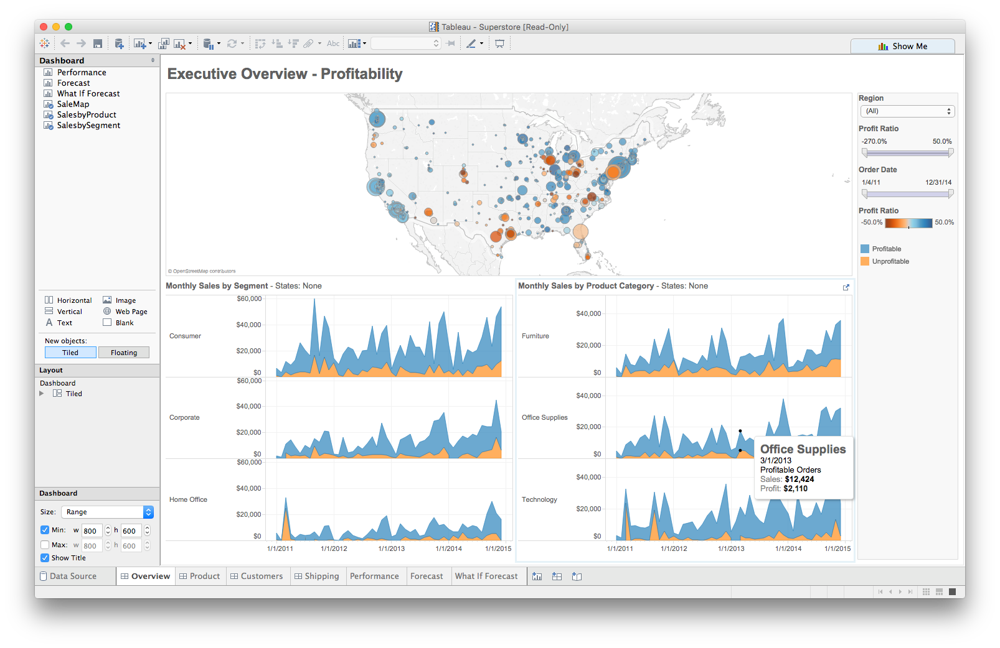 Tableau - Superstore [Read-Only]
Abc
Show Me
Dashboard
Performance
Forecast
What If Forecast
SaleMap
SalesbyProduct
SalesbySegment
Horizontal Image
Vertical Web Page
Text Blank
New objects:
Tiled Floating
Layout
Dashboard
Tiled
Dashboard
Size: Range
Min: w 800 h 600
Max: w 800 h 600
Show Title
Executive Overview - Profitability
© OpenStreetMap contributors
Region
(All)
Profit Ratio
-270.0% 50.0%
Order Date
1/4/11 12/31/14
Profit Ratio
-50.0% 50.0%
Profitable
Unprofitable
Monthly Sales by Segment - States: None
$60,000
$40,000
Consumer
$20,000
$0
$60,000
$40,000
Corporate
$20,000
$0
$60,000
$40,000
Home Office
$20,000
$0
1/1/2011 1/1/2012 1/1/2013 1/1/2014 1/1/2015
Monthly Sales by Product Category - States: None
$40,000
Furniture
$20,000
$0
$40,000
Office Supplies
$20,000
$0
$40,000
Technology
$20,000
$0
1/1/2011 1/1/2012 1/1/2013 1/1/2014 1/1/2015
Office Supplies
3/1/2013
Profitable Orders
Sales: $12,424
Profit: $2,110
Data Source Overview Product Customers Shipping Performance Forecast What If Forecast